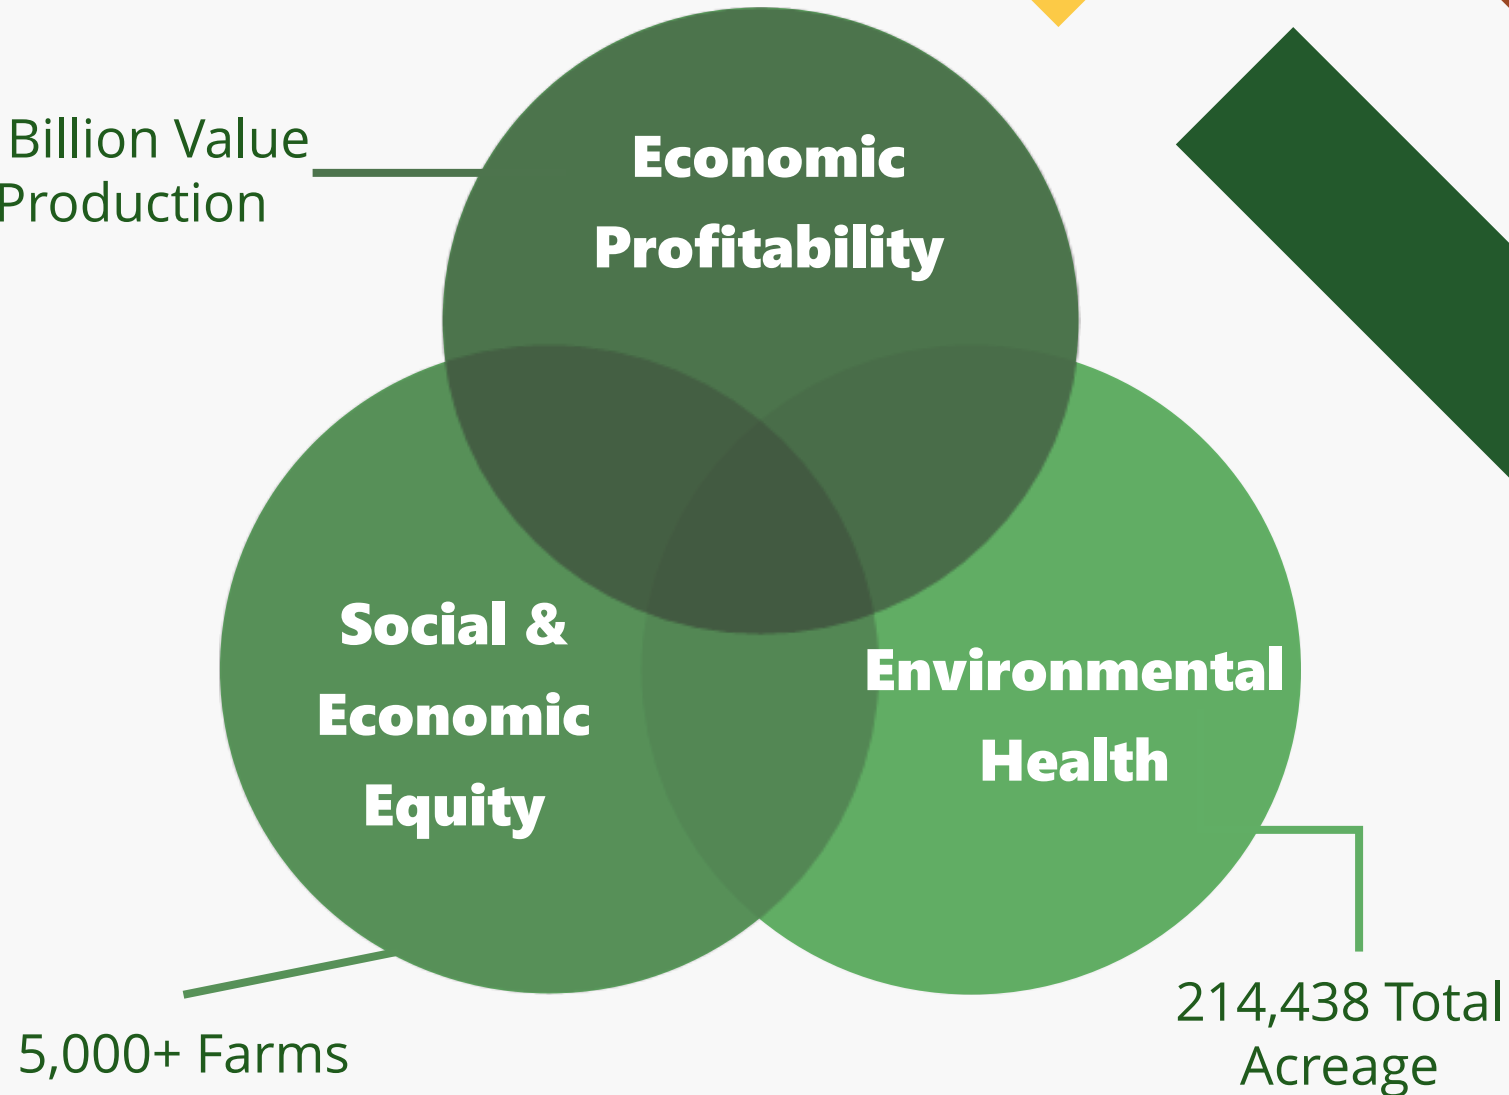 Billion Value
Production
Economic
Profitability
Social &
Economic
Equity
Environmental
Health
5,000+ Farms
214,438 Total
Acreage